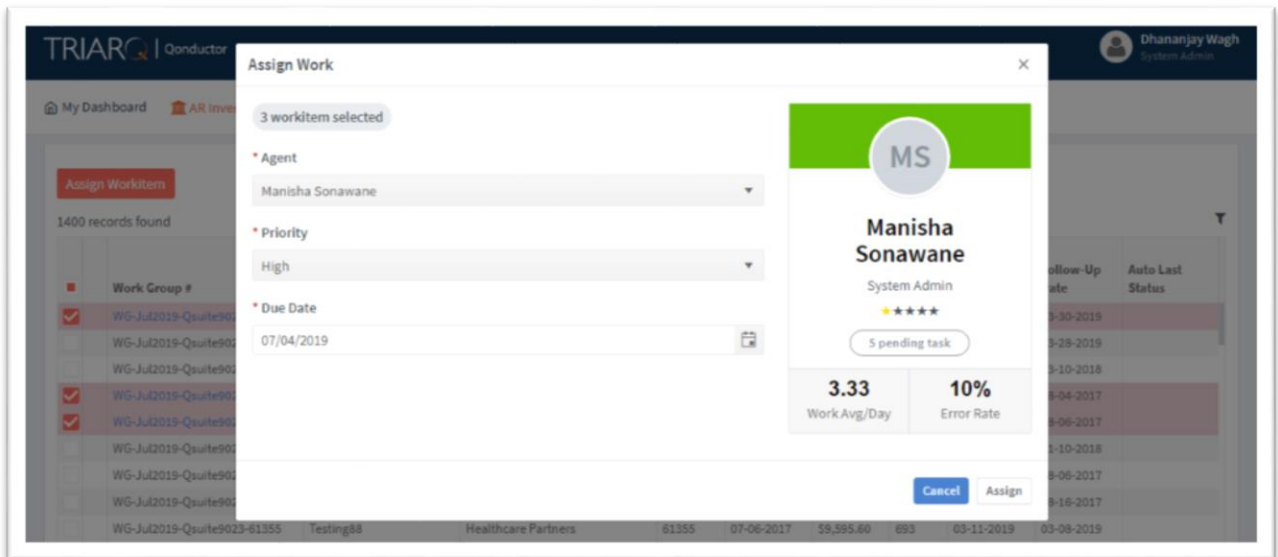 TRIARQ | Qonductor
Dhananjay Wagh
System Admin
My Dashboard
AR Inve
Assign Work
3 workitem selected
* Agent
Manisha Sonawane
* Priority
High
* Due Date
07/04/2019
MS
Manisha
Sonawane
System Admin
5 pending task
3.33
Work Avg/Day
10%
Error Rate
Cancel
Assign
Assign Workitem
1400 records found
Work Group #
ollow-Up
ate
Auto Last
Status
WG-Jul2019-Qsuite902
3-30-2019
WG-Jul2019-Qsuite902
3-28-2019
WG-Jul2019-Qsuite902
3-10-2018
WG-Jul2019-Qsuite902
8-04-2017
WG-Jul2019-Qsuite902
8-06-2017
WG-Jul2019-Qsuite902
1-10-2018
WG-Jul2019-Qsuite902
8-06-2017
WG-Jul2019-Qsuite902
8-16-2017
WG-Jul2019-Qsuite9023-61355 Testing88 Healthcare Partners 61355 07-06-2017 $9,595.60 693 03-11-2019 03-08-2019